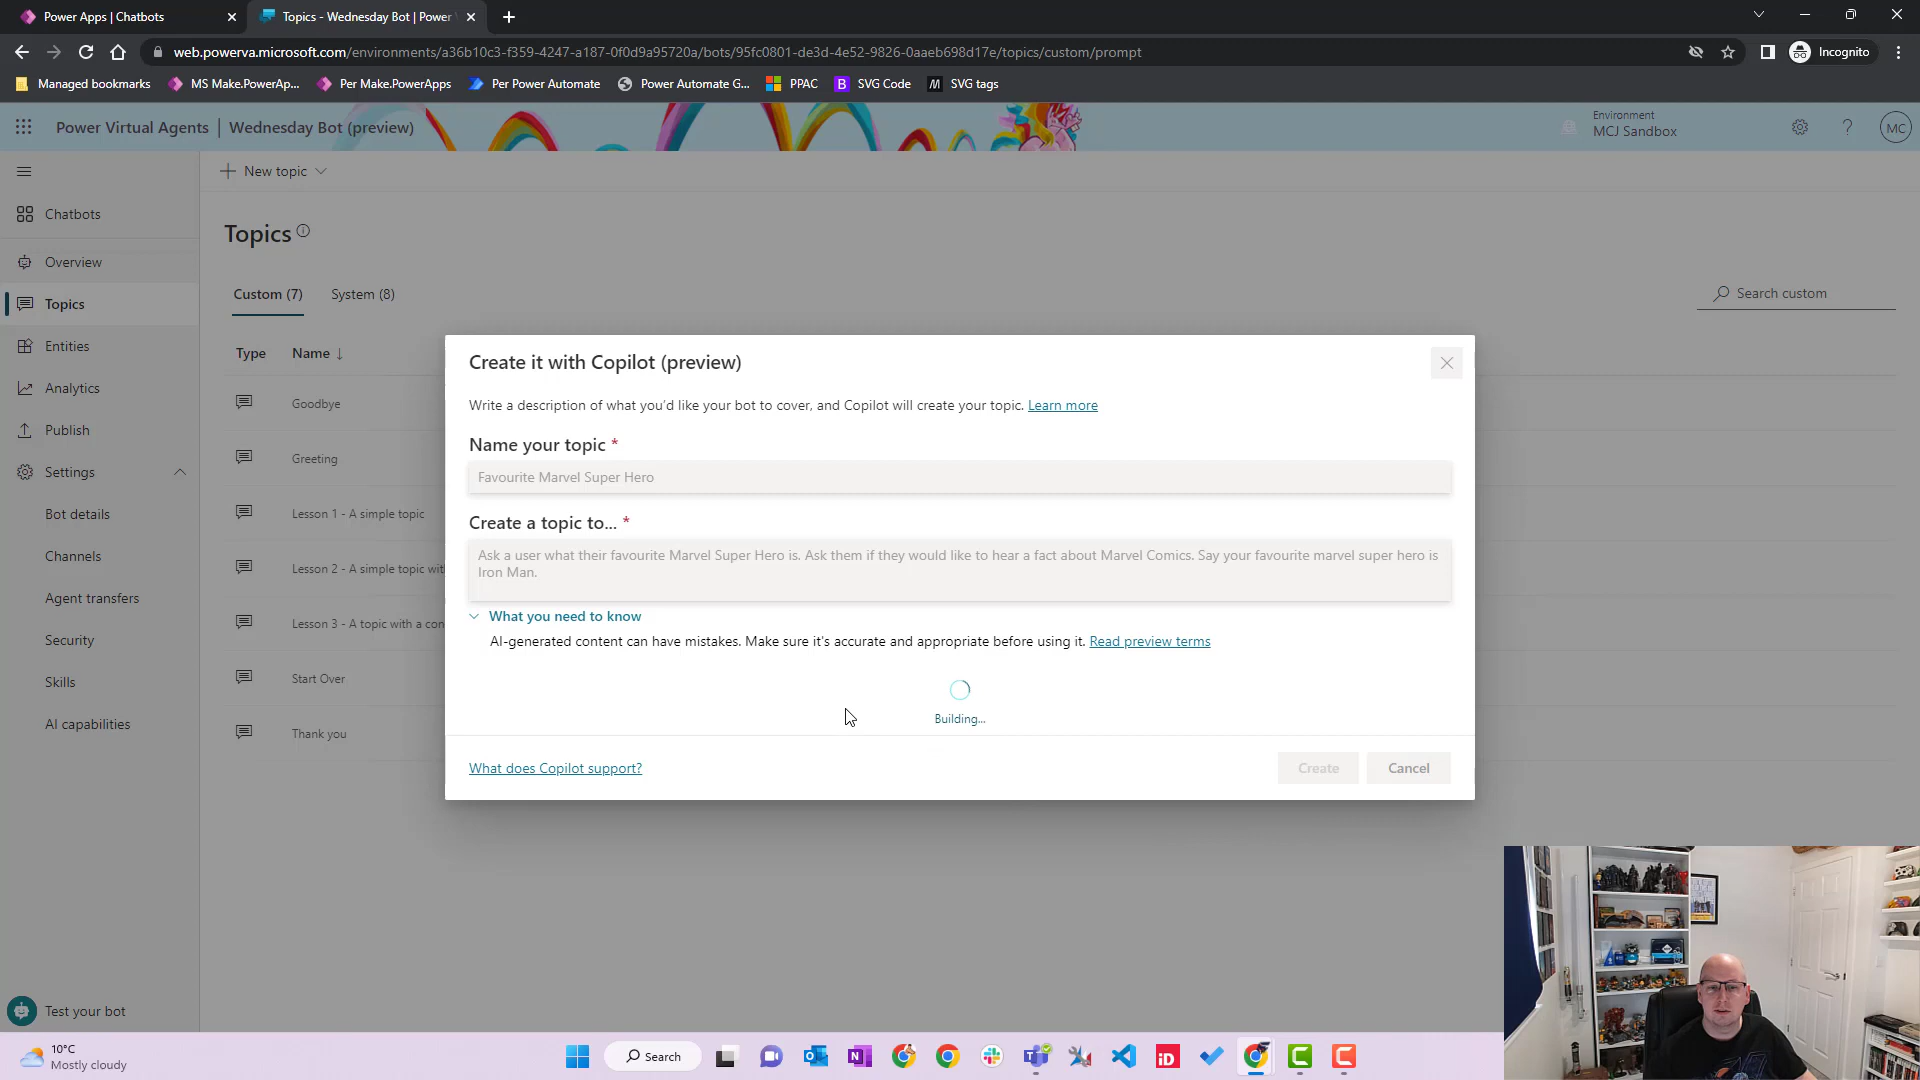 Power Apps | Chatbots
Topics - Wednesday Bot | Power
web.powerva.microsoft.com/environments/a36b10c3-f359-4247-a187-0f0d9a95720a/bots/95fc0801-de3d-4e52-9826-0aaeb698d17e/topics/custom/prompt
Incognito
Managed bookmarks
MS Make.PowerAp...
Per Make.PowerApps
Per Power Automate
Power Automate G...
PPAC
SVG Code
SVG tags
Power Virtual Agents | Wednesday Bot (preview)
Environment
MCJ Sandbox
MC
New topic
Chatbots
Overview
Topics
Entities
Analytics
Publish
Settings
Bot details
Channels
Agent transfers
Security
Skills
AI capabilities
Test your bot
Topics
Custom (7)
System (8)
Search custom
Type
Name ↓
Goodbye
Greeting
Lesson 1 - A simple topic
Lesson 2 - A simple topic wit
Lesson 3 - A topic with a con
Start Over
Thank you
Create it with Copilot (preview)
Write a description of what you'd like your bot to cover, and Copilot will create your topic. Learn more
Name your topic *
Favourite Marvel Super Hero
Create a topic to... *
Ask a user what their favourite Marvel Super Hero is. Ask them if they would like to hear a fact about Marvel Comics. Say your favourite marvel super hero is
Iron Man.
What you need to know
AI-generated content can have mistakes. Make sure it's accurate and appropriate before using it. Read preview terms
Building...
What does Copilot support?
Create
Cancel
10°C
Mostly cloudy
Search